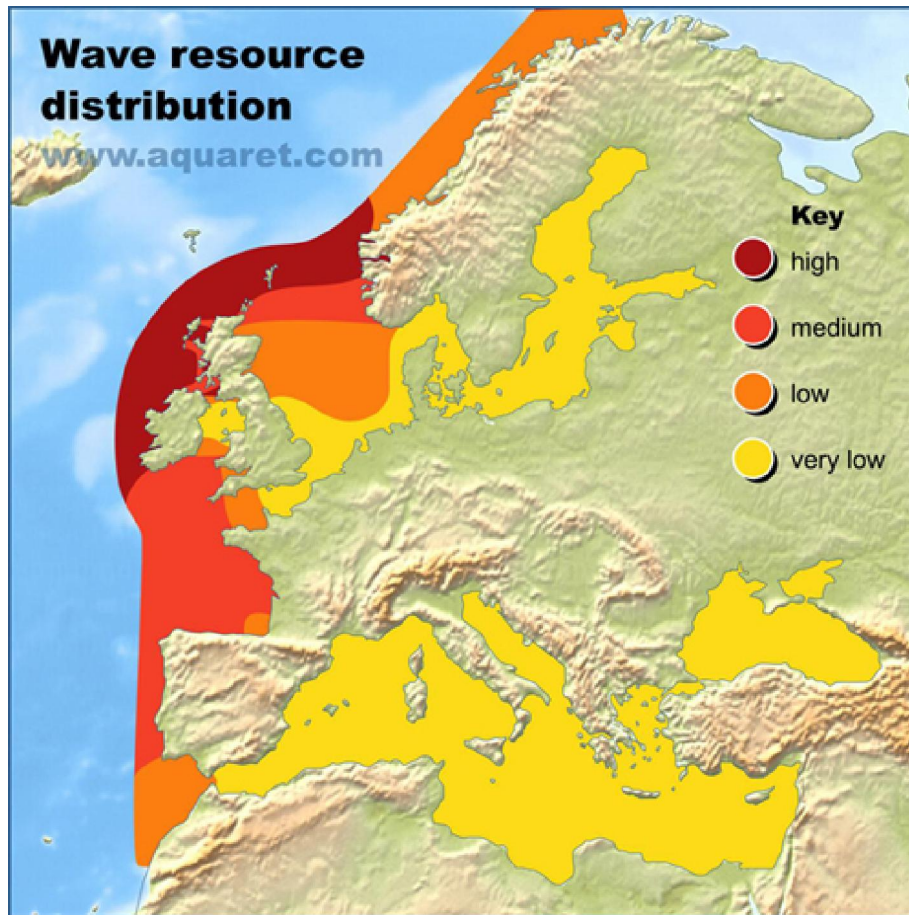 Wave resource
distribution
www.aquaret.com
Key
high
medium
low
very low